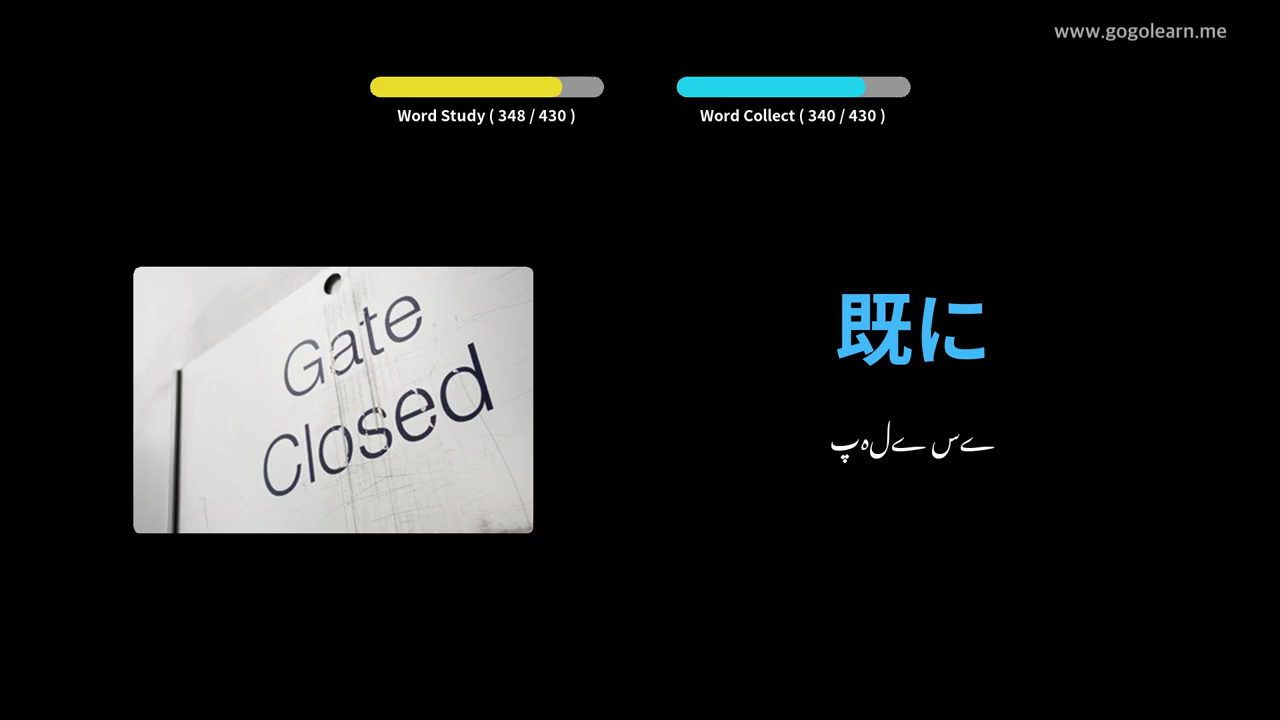 www.gogolearn.me
Word Study ( 348 / 430 )
Word Collect ( 340 / 430 )
Gate
Closed
既に
پہلے سے